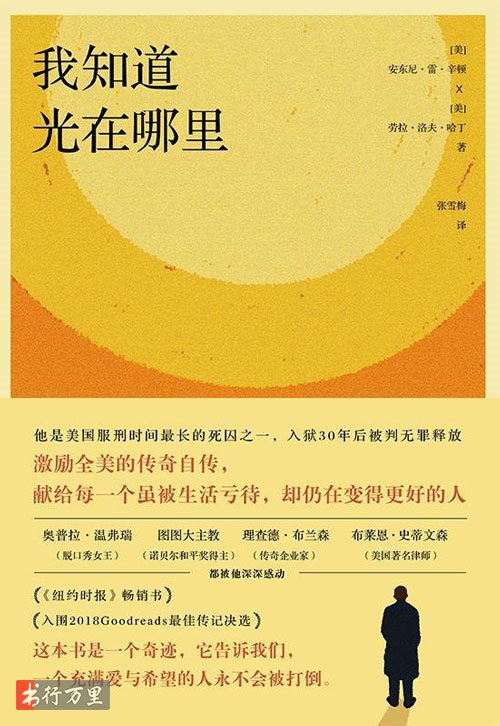 我知道
光在哪里
[美]
安东尼·雷·辛顿
×
[美]
劳拉·洛夫·哈丁
著
张雪梅
译
他是美国服刑时间最长的死囚之一，入狱30年后被判无罪释放
激励全美的传奇自传，
献给每一个虽被生活亏待，却仍在变得更好的人
奥普拉·温弗瑞 图图大主教 理查德·布兰森 布莱恩·史蒂文森
（脱口秀女王） （诺贝尔和平奖得主） （传奇企业家） （美国著名律师）
都被他深深感动
《纽约时报》畅销书
入围2018Goodreads最佳传记决选
这本书是一个奇迹，它告诉我们，
一个充满爱与希望的人永不会被打倒。
书行万里